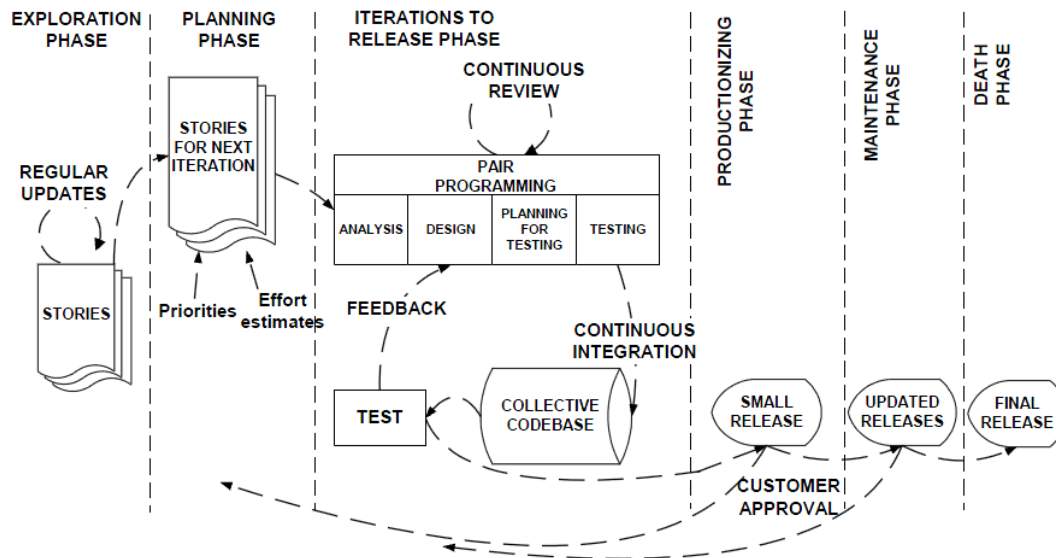 EXPLORATION
PHASE
PLANNING
PHASE
ITERATIONS TO
RELEASE PHASE
PRODUCTIONIZING
PHASE
MAINTENANCE
PHASE
DEATH
PHASE
REGULAR
UPDATES
STORIES
STORIES
FOR NEXT
ITERATION
Priorities
Effort
estimates
CONTINUOUS
REVIEW
PAIR
PROGRAMMING
ANALYSIS
DESIGN
PLANNING
FOR
TESTING
TESTING
FEEDBACK
CONTINUOUS
INTEGRATION
TEST
COLLECTIVE
CODEBASE
SMALL
RELEASE
UPDATED
RELEASES
FINAL
RELEASE
CUSTOMER
APPROVAL